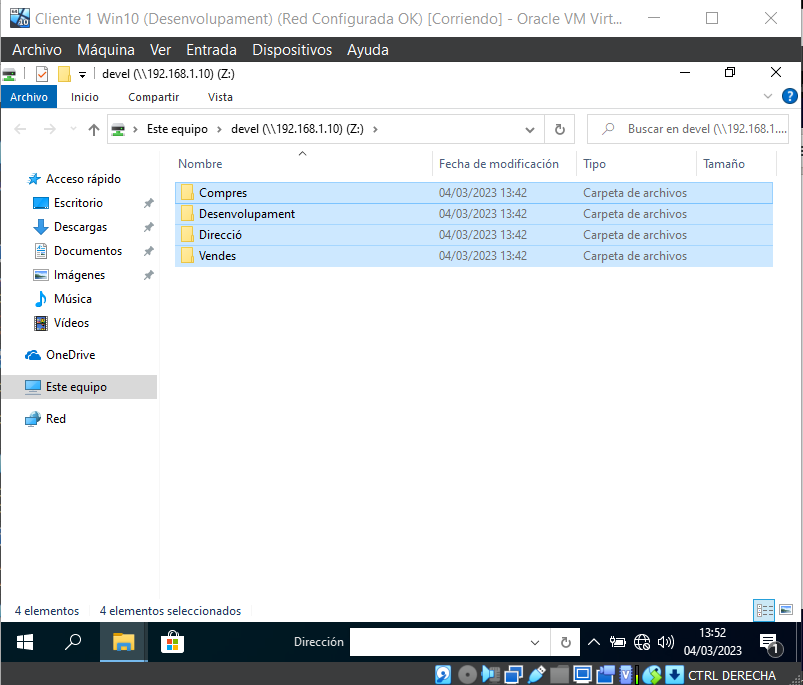 Cliente 1 Win10 (Desenvolupament) (Red Configurada OK) [Corriendo] - Oracle VM Virt...
Archivo Máquina Ver Entrada Dispositivos Ayuda
devel (\\192.168.1.10) (Z:)
Archivo Inicio Compartir Vista
Este equipo devel (\\192.168.1.10) (Z:) Buscar en devel (\\192.168.1....
Nombre Fecha de modificación Tipo Tamaño
Acceso rápido
Escritorio
Descargas
Documentos
Imágenes
Música
Vídeos
OneDrive
Este equipo
Red
Compres 04/03/2023 13:42 Carpeta de archivos
Desenvolupament 04/03/2023 13:42 Carpeta de archivos
Direcció 04/03/2023 13:42 Carpeta de archivos
Vendes 04/03/2023 13:42 Carpeta de archivos
4 elementos 4 elementos seleccionados
Dirección
13:52
04/03/2023
1
CTRL DERECHA